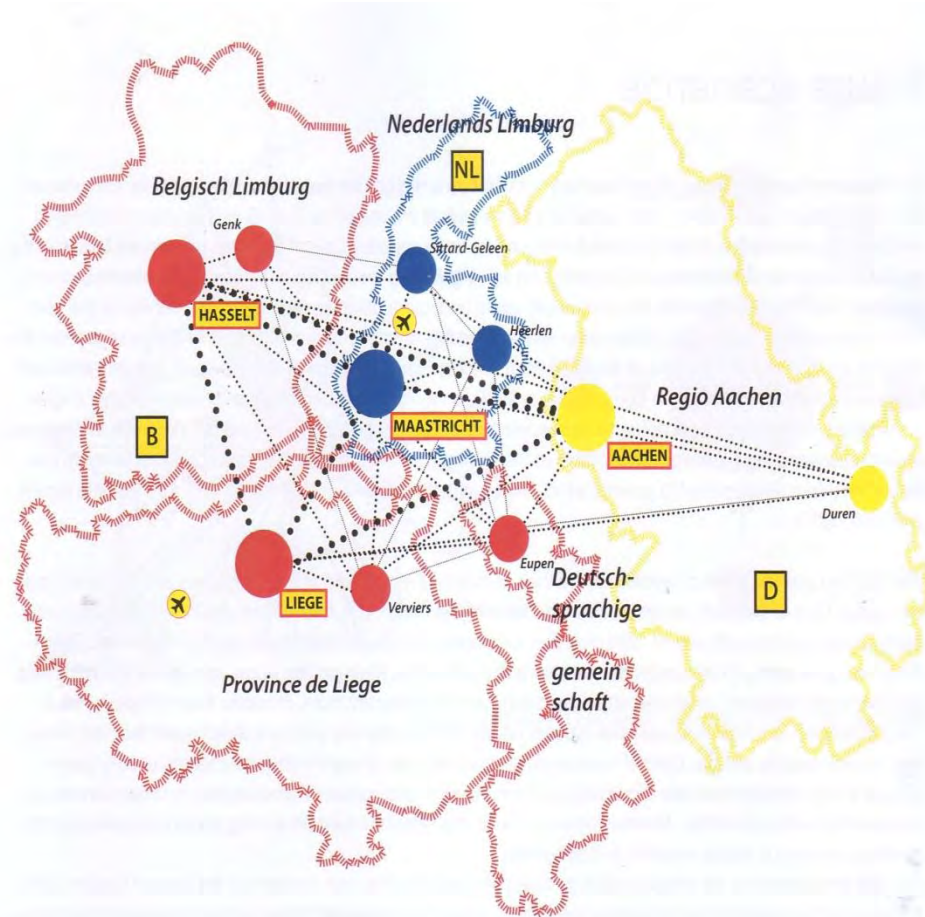 Nederlands Limburg
NL
Belgisch Limburg
Genk
Sittard-Geleen
HASSELT
Heerlen
Regio Aachen
MAASTRICHT
B
AACHEN
Duren
Eupen
Deutsch-
sprachige
D
LIEGE
Verviers
gemein
schaft
Province de Liege